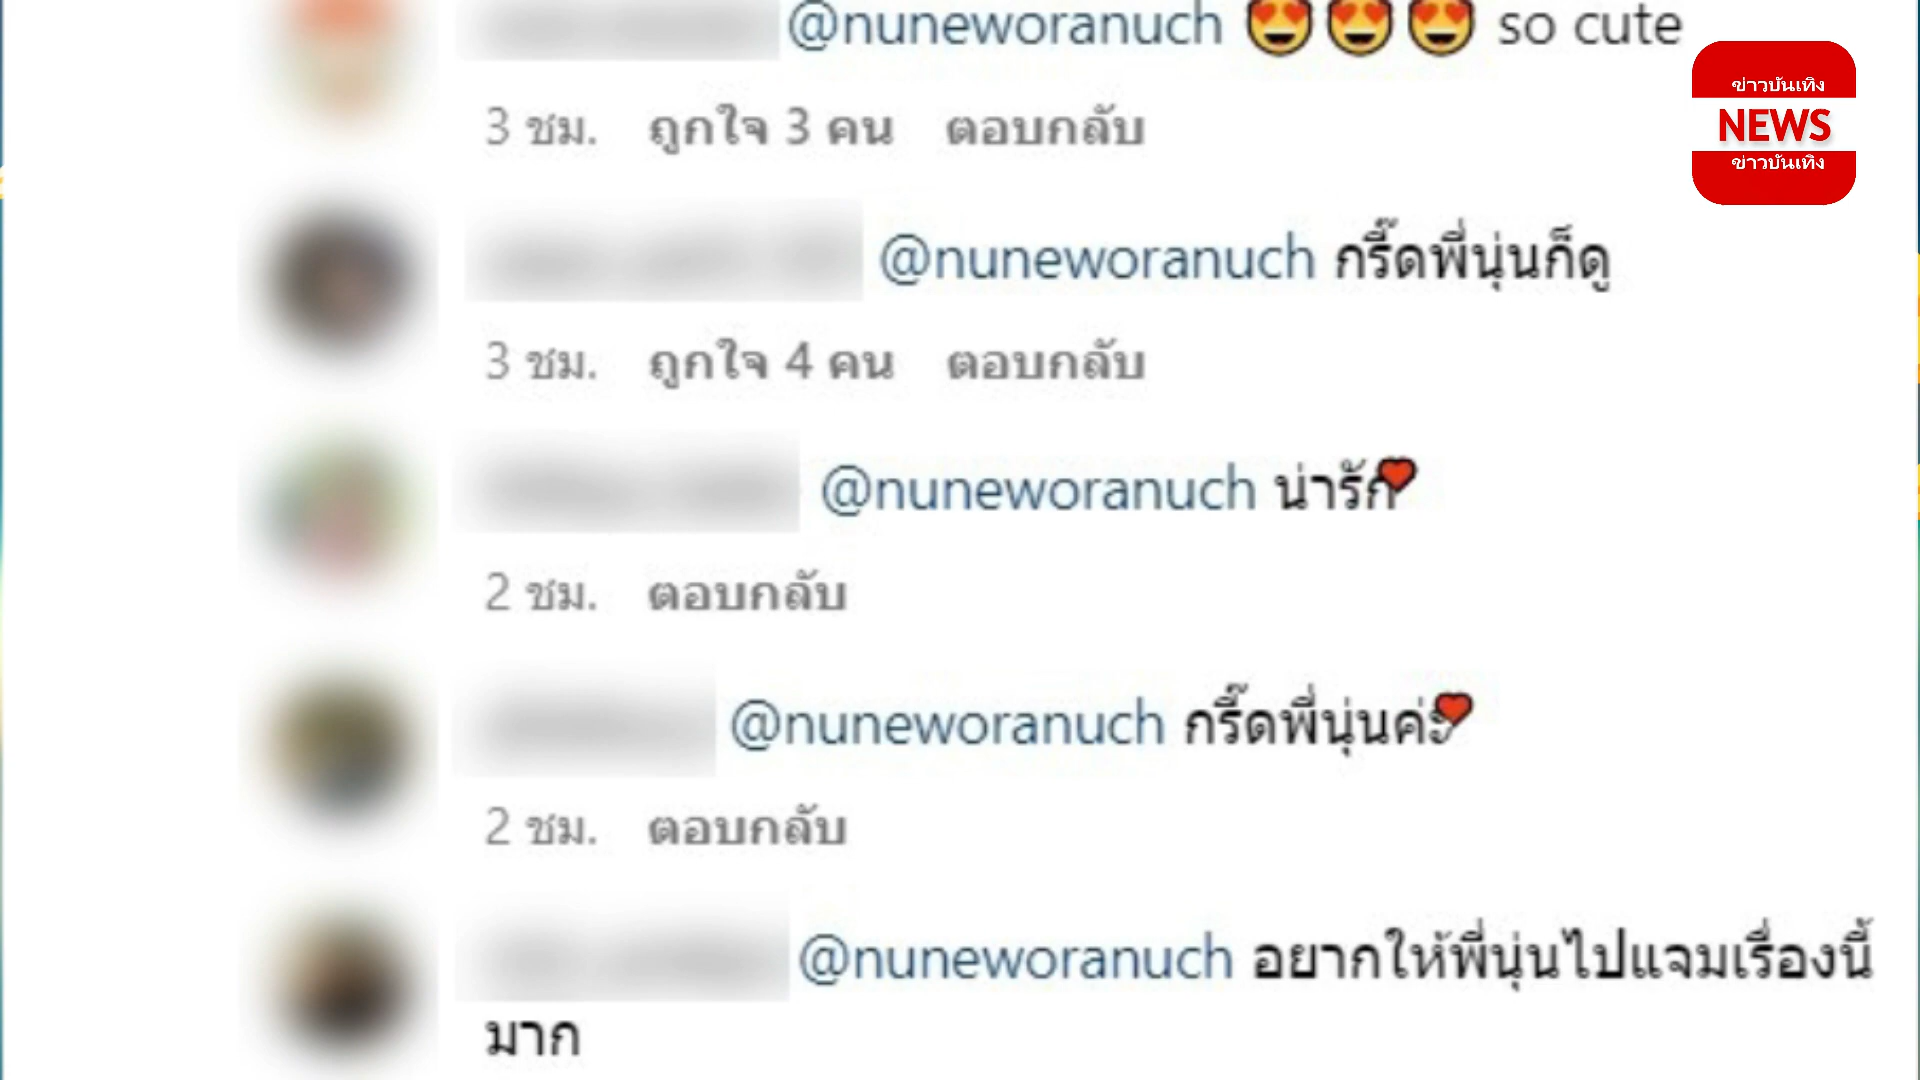 @nuneworanuch 😍😍😍 so cute
3 ชม. ถูกใจ 3 คน ตอบกลับ
ข่าวบันเทิง
NEWS
ข่าวบันเทิง
@nuneworanuch กรี๊ดพี่นุ่นก็ดู
3 ชม. ถูกใจ 4 คน ตอบกลับ
@nuneworanuch น่ารัก❤
2 ชม. ตอบกลับ
@nuneworanuch กรี๊ดพี่นุ่นค่ะ❤
2 ชม. ตอบกลับ
@nuneworanuch อยากให้พี่นุ่นไปแจมเรื่องนี้
มาก